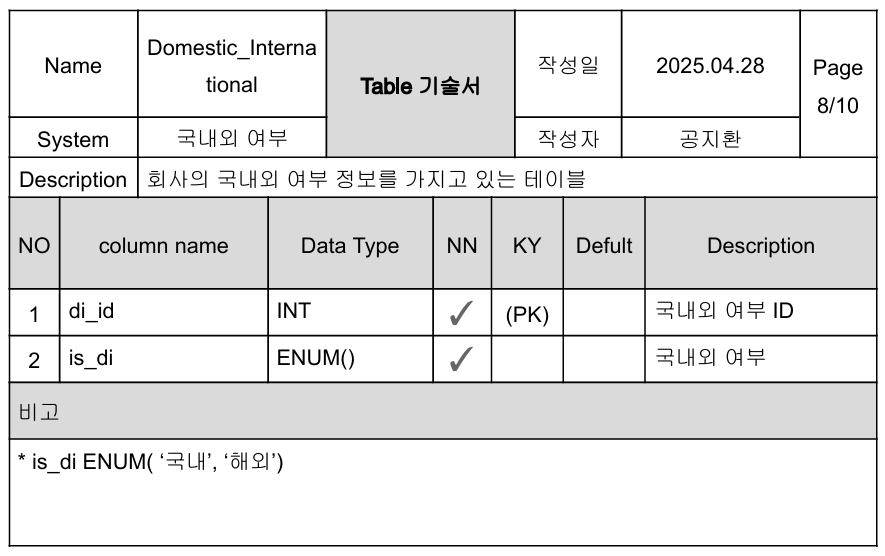 Name
Domestic_Interna
tional
Table 기술서
작성일
2025.04.28
Page
8/10
System
국내외 여부
작성자
공지환
Description
회사의 국내외 여부 정보를 가지고 있는 테이블
NO column name Data Type NN KY Defult Description
1 di_id INT ✓ (PK) 국내외 여부 ID
2 is_di ENUM() ✓ 국내외 여부
비고
* is_di ENUM( ‘국내’, ‘해외’)